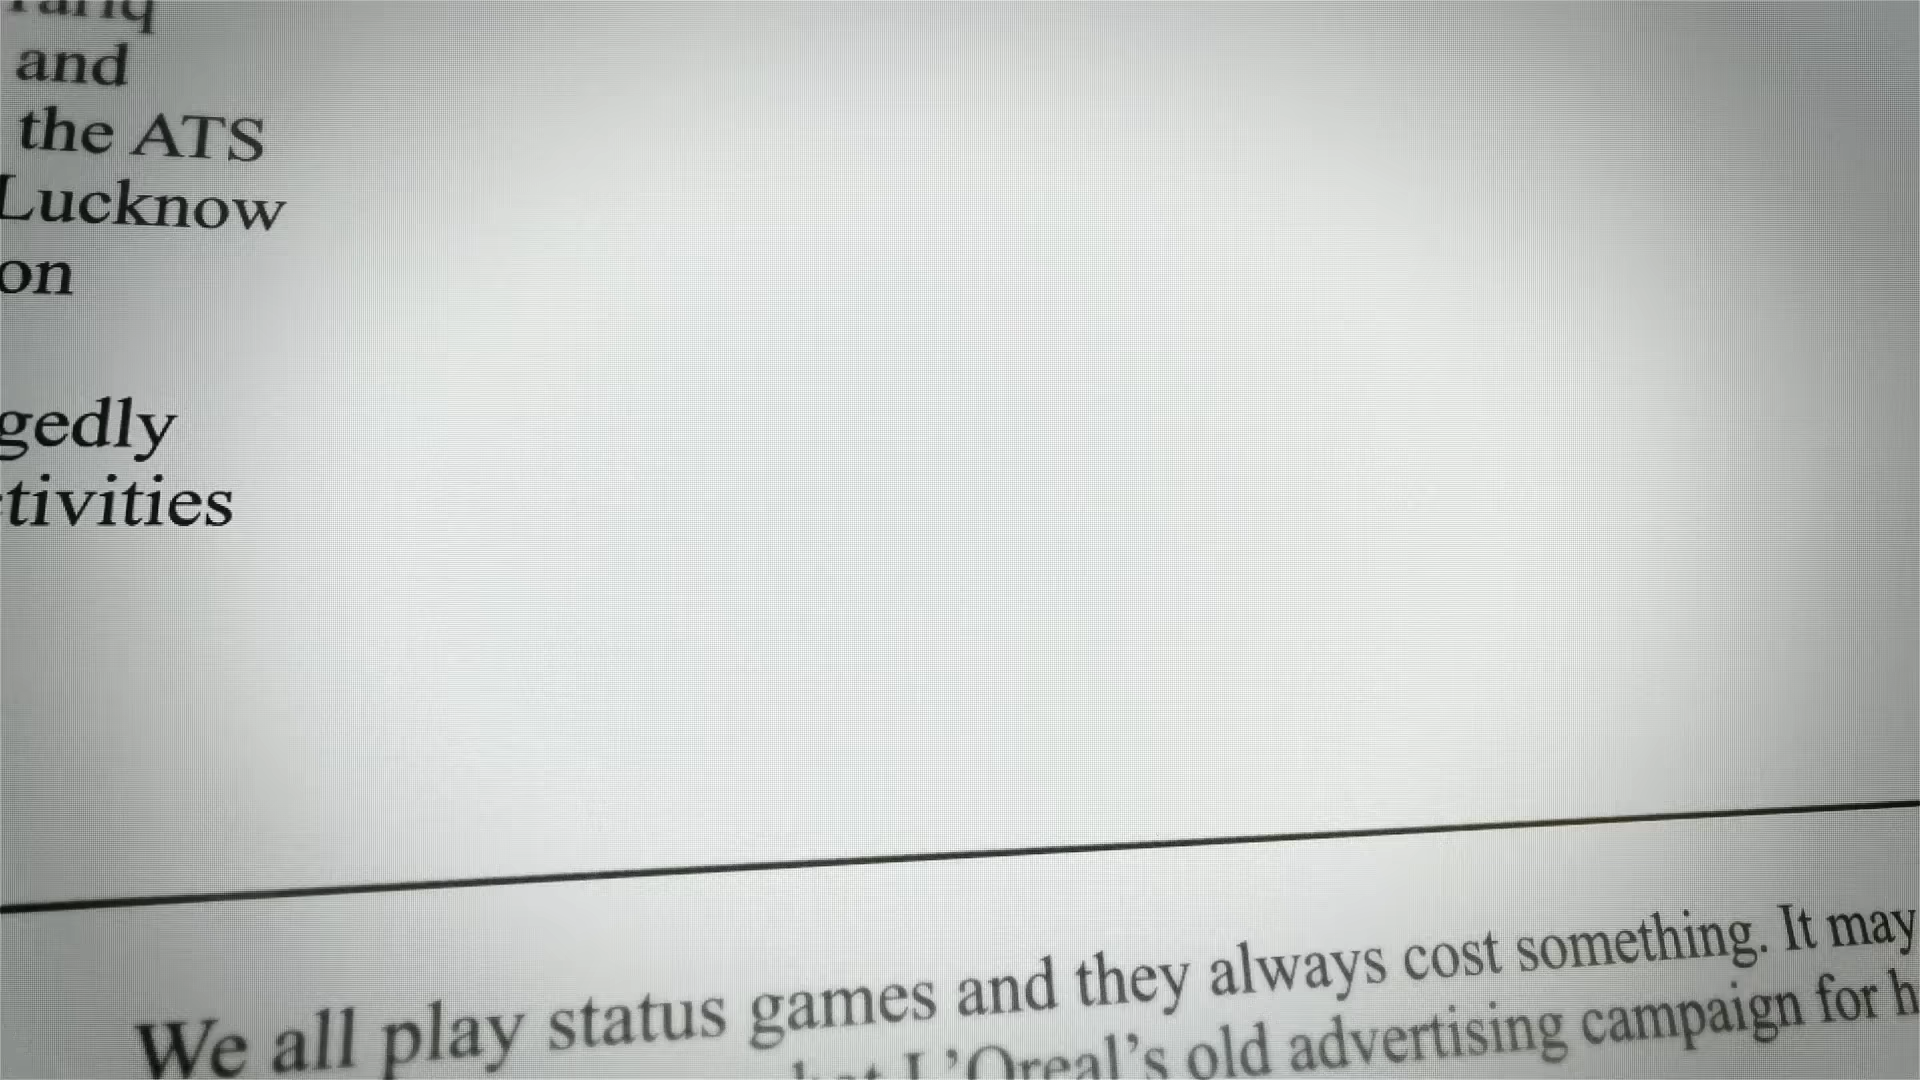 and
the ATS
Lucknow
on
gedly
tivities
We all play status games and they always cost something. It may
L'Oreal's old advertising campaign for h